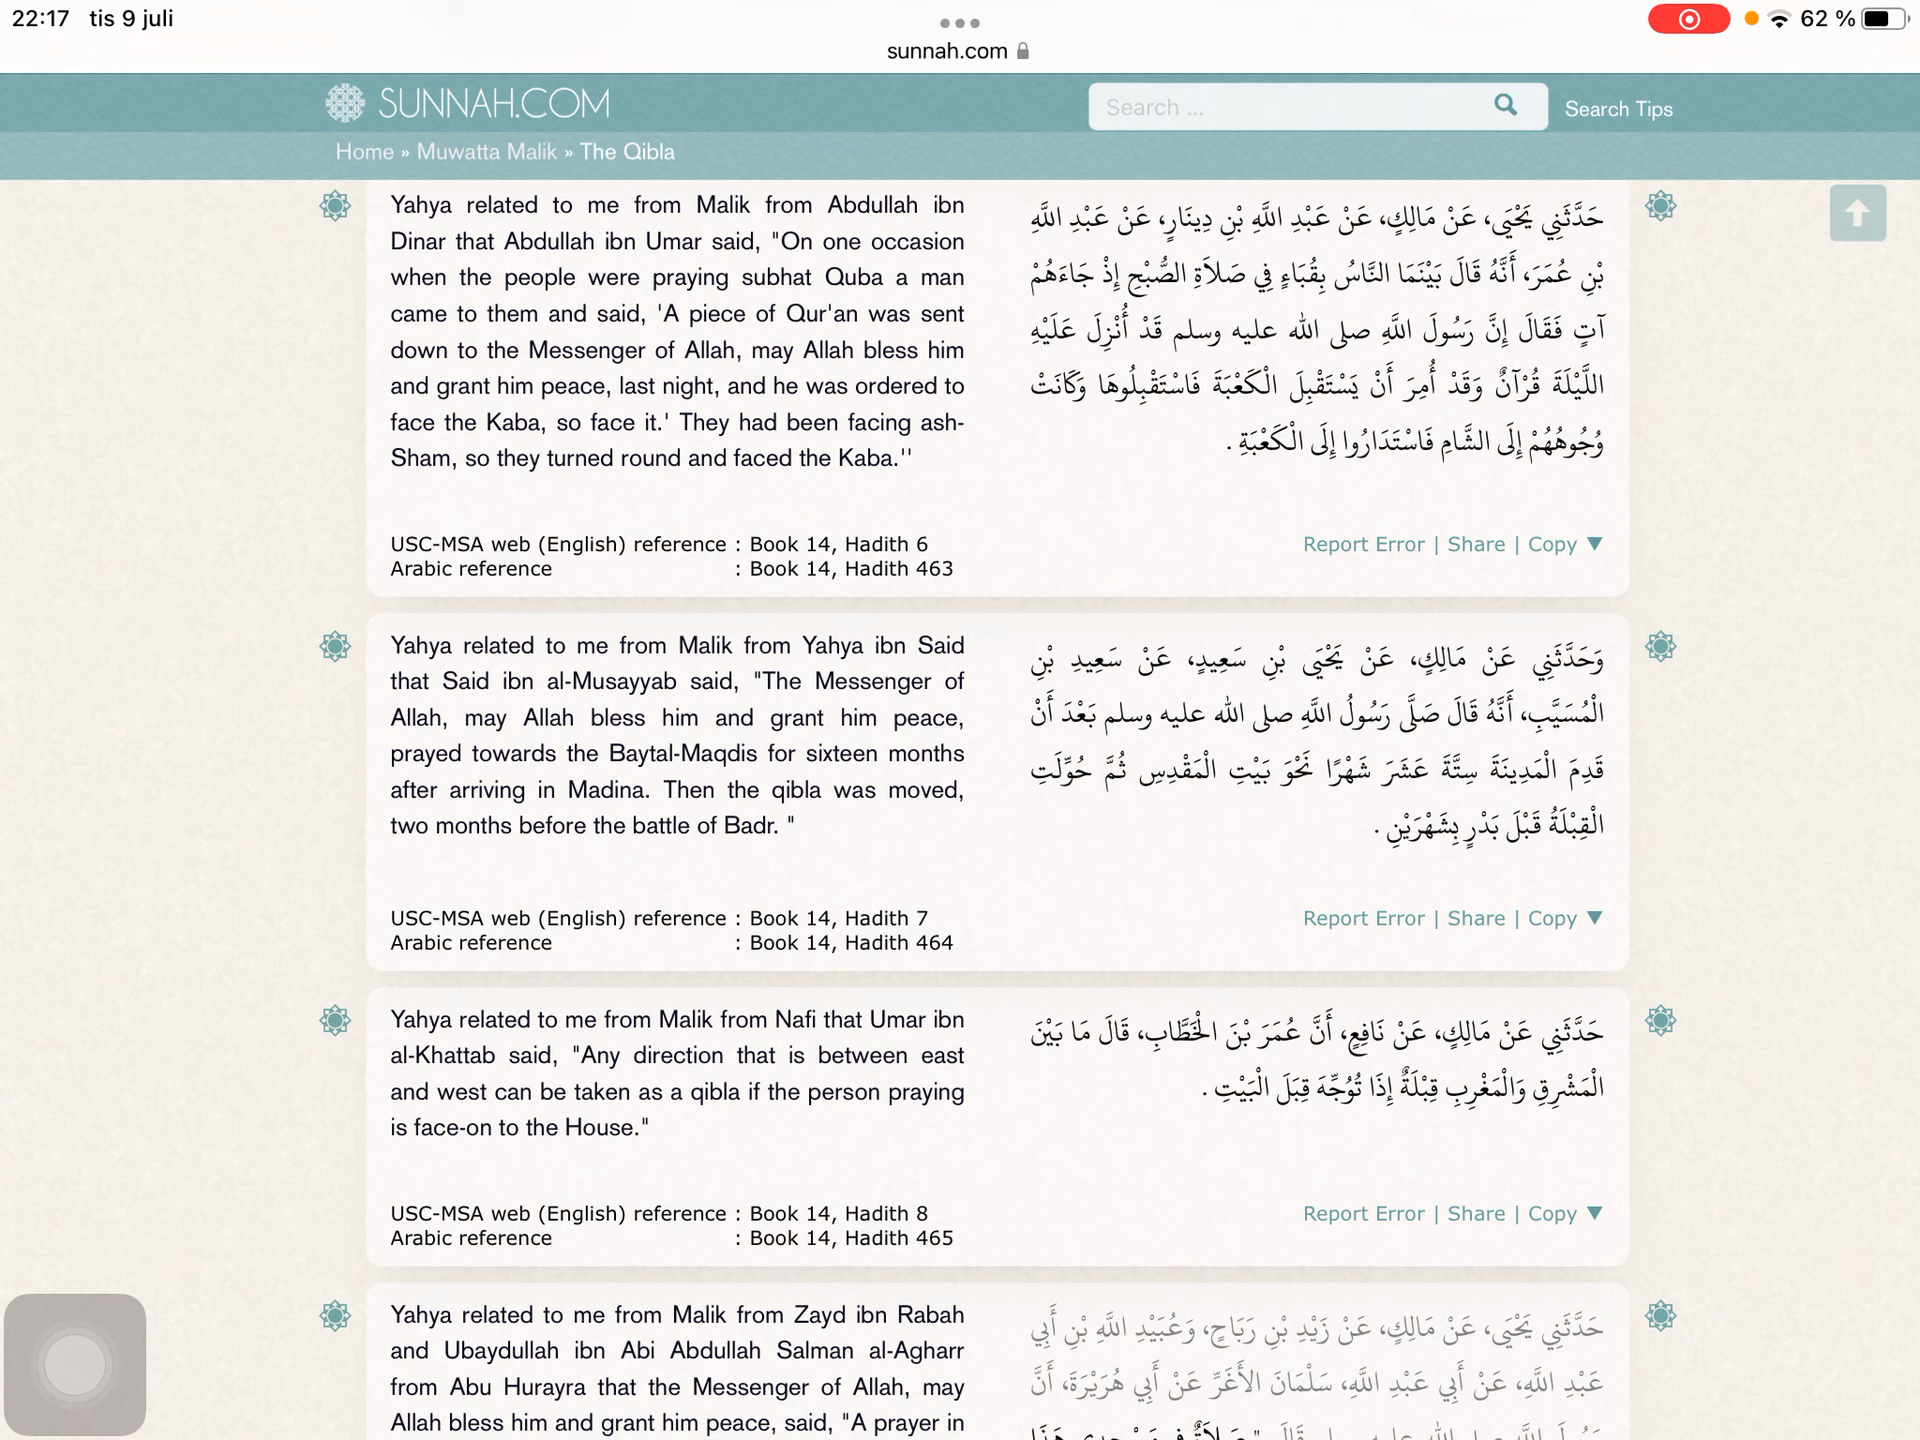 22:17 tis 9 juli
62 %
sunnah.com
SUNNAH.COM
Search ...
Search Tips
Home » Muwatta Malik » The Qibla
Yahya related to me from Malik from Abdullah ibn
Dinar that Abdullah ibn Umar said, "On one occasion
when the people were praying subhat Quba a man
came to them and said, 'A piece of Qur'an was sent
down to the Messenger of Allah, may Allah bless him
and grant him peace, last night, and he was ordered to
face the Kaba, so face it.' They had been facing ash-
Sham, so they turned round and faced the Kaba.''
حَدَّثَنِي يَحْيَى، عَنْ مَالِكٍ، عَنْ عَبْدِ اللَّهِ بْنِ دِينَارٍ، عَنْ عَبْدِ اللَّهِ
بْنِ عُمَرَ، أَنَّهُ قَالَ بَيْنَمَا النَّاسُ بِقُبَاءٍ فِي صَلاَةِ الصُّبْحِ إِذْ جَاءَهُمْ
آتٍ فَقَالَ إِنَّ رَسُولَ اللَّهِ صلى الله عليه وسلم قَدْ أُنْزِلَ عَلَيْهِ
اللَّيْلَةَ قُرْآنٌ وَقَدْ أُمِرَ أَنْ يَسْتَقْبِلَ الْكَعْبَةَ فَاسْتَقْبِلُوهَا وَكَانَتْ
وُجُوهُهُمْ إِلَى الشَّامِ فَاسْتَدَارُوا إِلَى الْكَعْبَةِ .
USC-MSA web (English) reference : Book 14, Hadith 6
Arabic reference : Book 14, Hadith 463
Report Error | Share | Copy ▼
Yahya related to me from Malik from Yahya ibn Said
that Said ibn al-Musayyab said, "The Messenger of
Allah, may Allah bless him and grant him peace,
prayed towards the Baytal-Maqdis for sixteen months
after arriving in Madina. Then the qibla was moved,
two months before the battle of Badr. "
وَحَدَّثَنِي عَنْ مَالِكٍ، عَنْ يَحْيَى بْنِ سَعِيدٍ، عَنْ سَعِيدِ بْنِ
الْمُسَيَّبِ، أَنَّهُ قَالَ صَلَّى رَسُولُ اللَّهِ صلى الله عليه وسلم بَعْدَ أَنْ
قَدِمَ الْمَدِينَةَ سِتَّةَ عَشَرَ شَهْرًا نَحْوَ بَيْتِ الْمَقْدِسِ ثُمَّ حُوِّلَتِ
الْقِبْلَةُ قَبْلَ بَدْرٍ بِشَهْرَيْنِ .
USC-MSA web (English) reference : Book 14, Hadith 7
Arabic reference : Book 14, Hadith 464
Report Error | Share | Copy ▼
Yahya related to me from Malik from Nafi that Umar ibn
al-Khattab said, "Any direction that is between east
and west can be taken as a qibla if the person praying
is face-on to the House."
حَدَّثَنِي عَنْ مَالِكٍ، عَنْ نَافِعٍ، أَنَّ عُمَرَ بْنَ الْخَطَّابِ، قَالَ مَا بَيْنَ
الْمَشْرِقِ وَالْمَغْرِبِ قِبْلَةٌ إِذَا تُوُجِّهَ قِبَلَ الْبَيْتِ .
USC-MSA web (English) reference : Book 14, Hadith 8
Arabic reference : Book 14, Hadith 465
Report Error | Share | Copy ▼
Yahya related to me from Malik from Zayd ibn Rabah
and Ubaydullah ibn Abi Abdullah Salman al-Agharr
from Abu Hurayra that the Messenger of Allah, may
Allah bless him and grant him peace, said, "A prayer in
حَدَّثَنِي يَحْيَى، عَنْ مَالِكٍ، عَنْ زَيْدِ بْنِ رَبَاحٍ، وَعُبَيْدِ اللَّهِ بْنِ أَبِي
عَبْدِ اللَّهِ، عَنْ أَبِي عَبْدِ اللَّهِ، سَلْمَانَ الأَغَرِّ عَنْ أَبِي هُرَيْرَةَ، أَنَّ